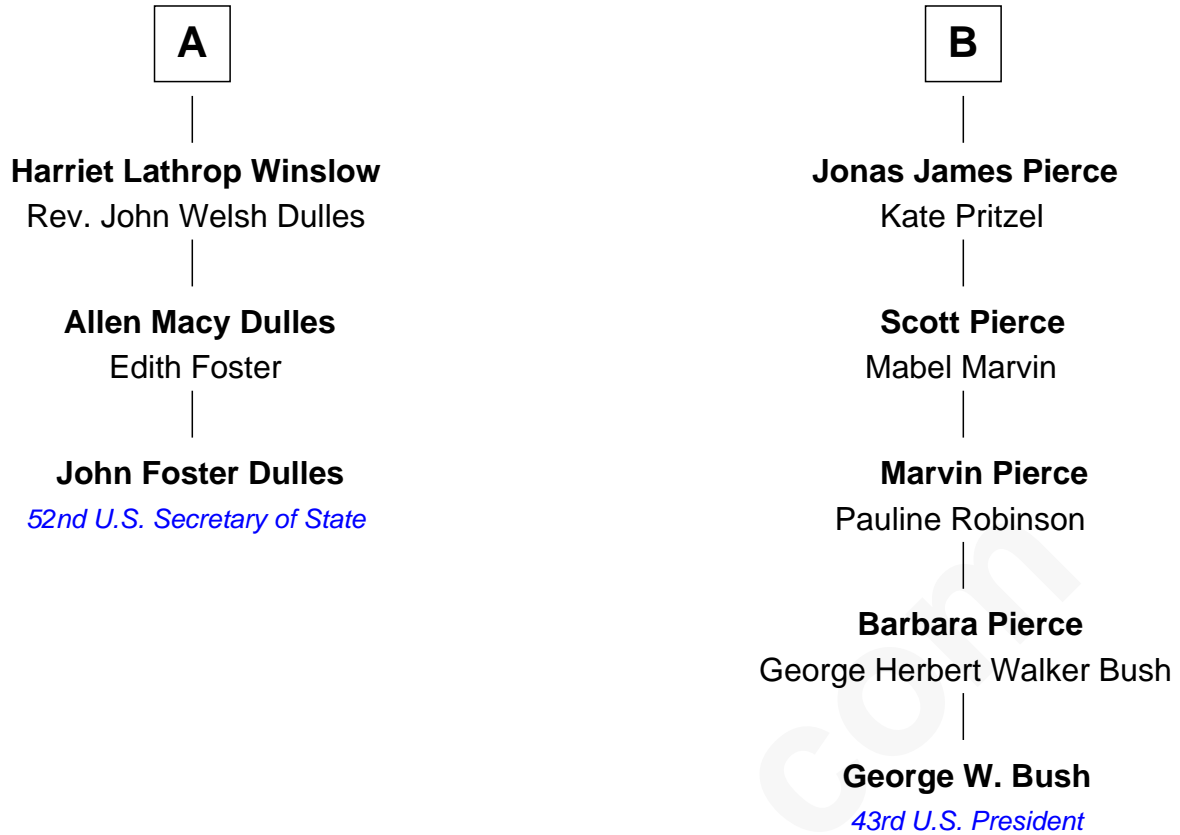 A
Harriet Lathrop Winslow
Rev. John Welsh Dulles
Allen Macy Dulles
Edith Foster
John Foster Dulles
52nd U.S. Secretary of State
B
Jonas James Pierce
Kate Pritzel
Scott Pierce
Mabel Marvin
Marvin Pierce
Pauline Robinson
Barbara Pierce
George Herbert Walker Bush
George W. Bush
43rd U.S. President
com